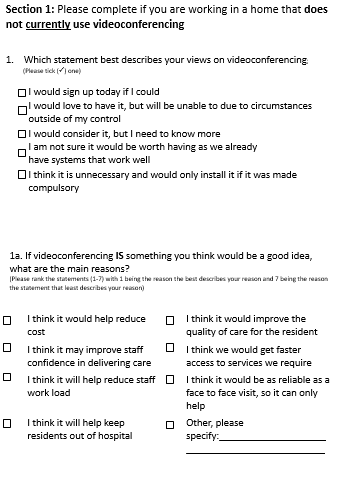 Section 1: Please complete if you are working in a home that does
not currently use videoconferencing
1. Which statement best describes your views on videoconferencing:
(Please tick (✓) one)
I would sign up today if I could
I would love to have it, but will be unable to due to circumstances
outside of my control
I would consider it, but I need to know more
I am not sure it would be worth having as we already
have systems that work well
I think it is unnecessary and would only install it if it was made
compulsory
1a. If videoconferencing IS something you think would be a good idea,
what are the main reasons?
(Please rank the statements (1-7) with 1 being the reason the best describes your reason and 7 being the reason
the statement that least describes your reason)
I think it would help reduce
cost
I think it may improve staff
confidence in delivering care
I think it will help reduce staff
work load
I think it will help keep
residents out of hospital
I think it would improve the
quality of care for the resident
I think we would get faster
access to services we require
I think it would be as reliable as a
face to face visit, so it can only
help
Other, please
specify: